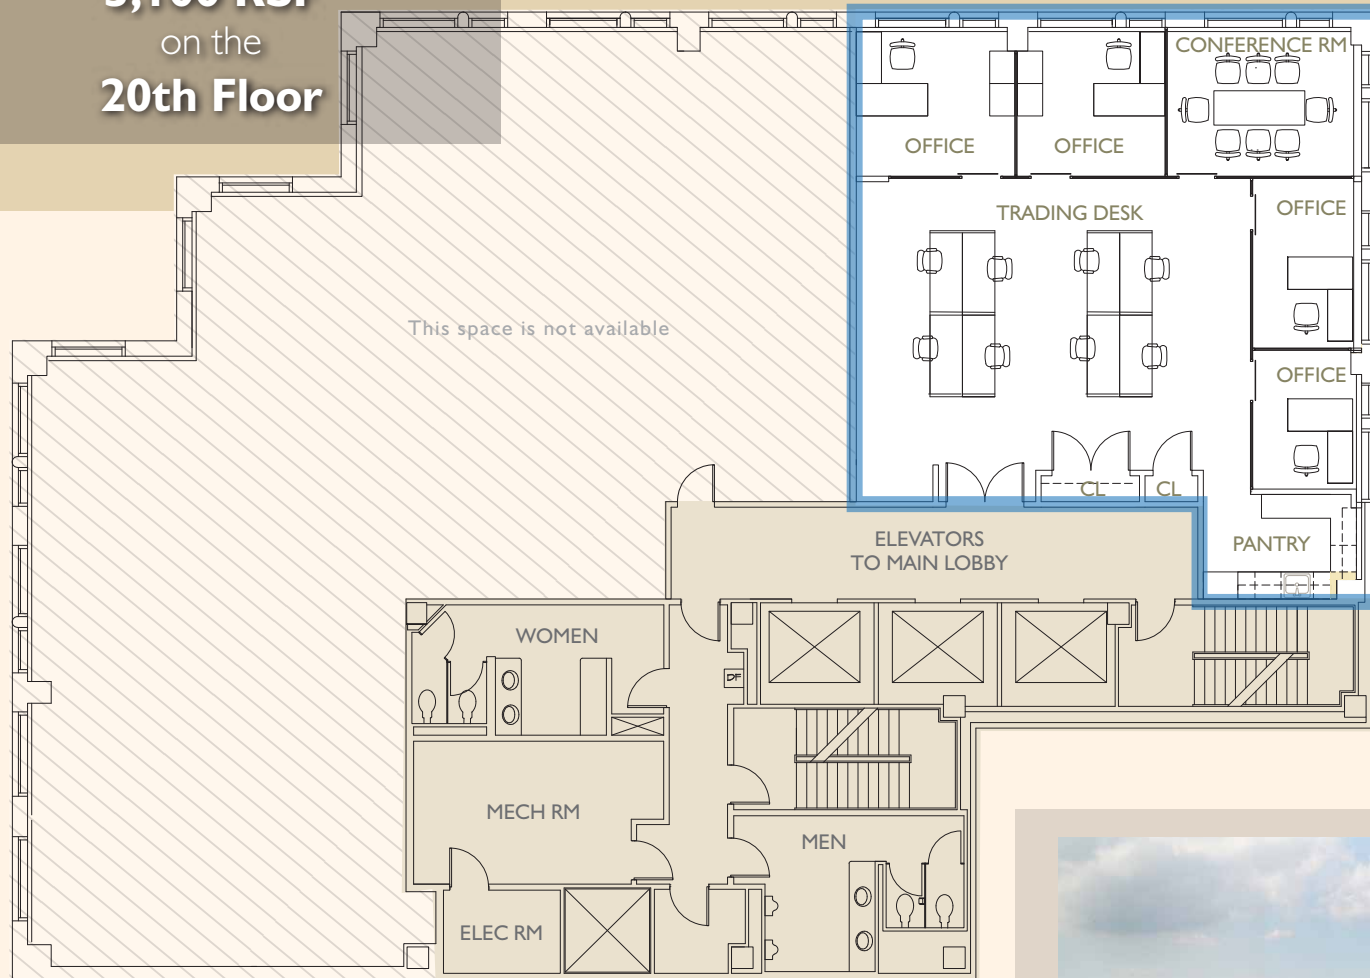 on the
20th Floor
CONFERENCE RM
OFFICE
OFFICE
TRADING DESK
OFFICE
This space is not available
OFFICE
CL
CL
ELEVATORS
TO MAIN LOBBY
PANTRY
WOMEN
DF
MECH RM
MEN
ELEC RM